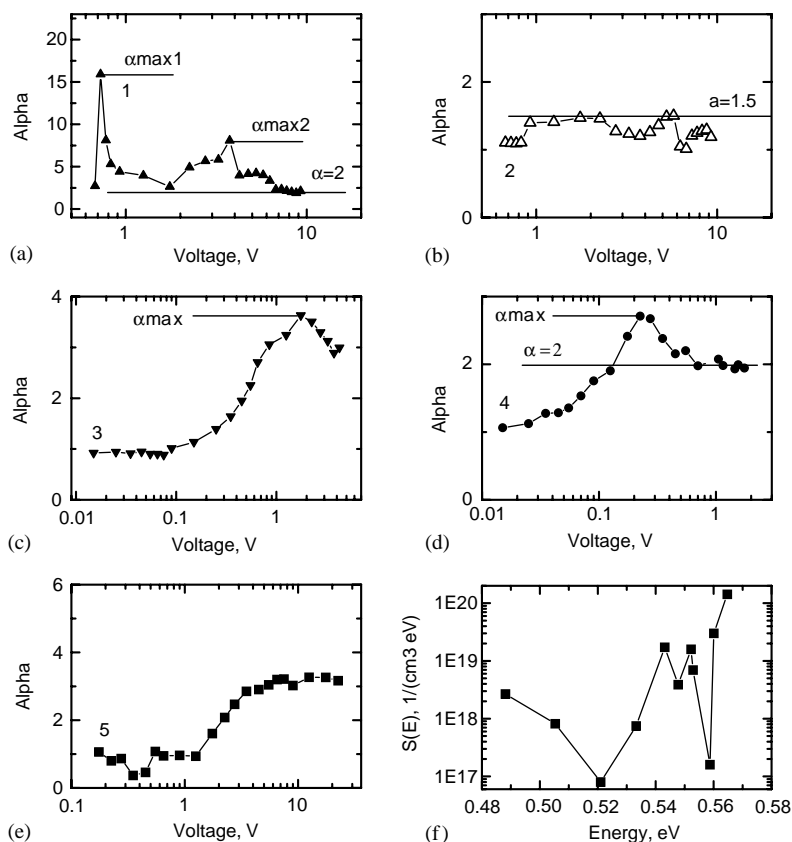 25
20
15
10
5
0
Alpha
αmax1
1
αmax2
α=2
1
10
Voltage, V
(a)
2
1
Alpha
a=1.5
2
1
10
Voltage, V
(b)
4
2
0
Alpha
αmax
3
0.01
0.1
1
Voltage, V
(c)
4
2
0
Alpha
αmax
α=2
4
0.01
0.1
1
Voltage, V
(d)
6
3
0
Alpha
5
0.1
1
10
Voltage, V
(e)
1E20
1E19
1E18
1E17
S(E), 1/(cm3 eV)
0.48
0.50
0.52
0.54
0.56
0.58
Energy, eV
(f)